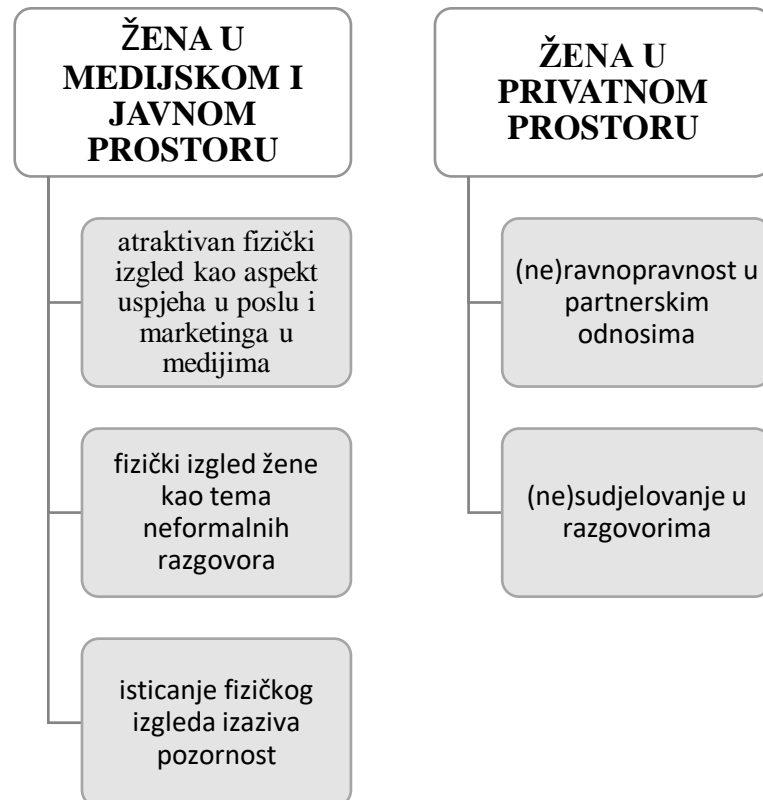 ŽENA U
MEDIJSKOM I
JAVNOM
PROSTORU
atraktivan fizički
izgled kao aspekt
uspjeha u poslu i
marketinga u
medijima
fizički izgled žene
kao tema
neformalnih
razgovora
isticanje fizičkog
izgleda izaziva
pozornost
ŽENA U
PRIVATNOM
PROSTORU
(ne)ravnopravnost u
partnerskim
odnosima
(ne)sudjelovanje u
razgovorima